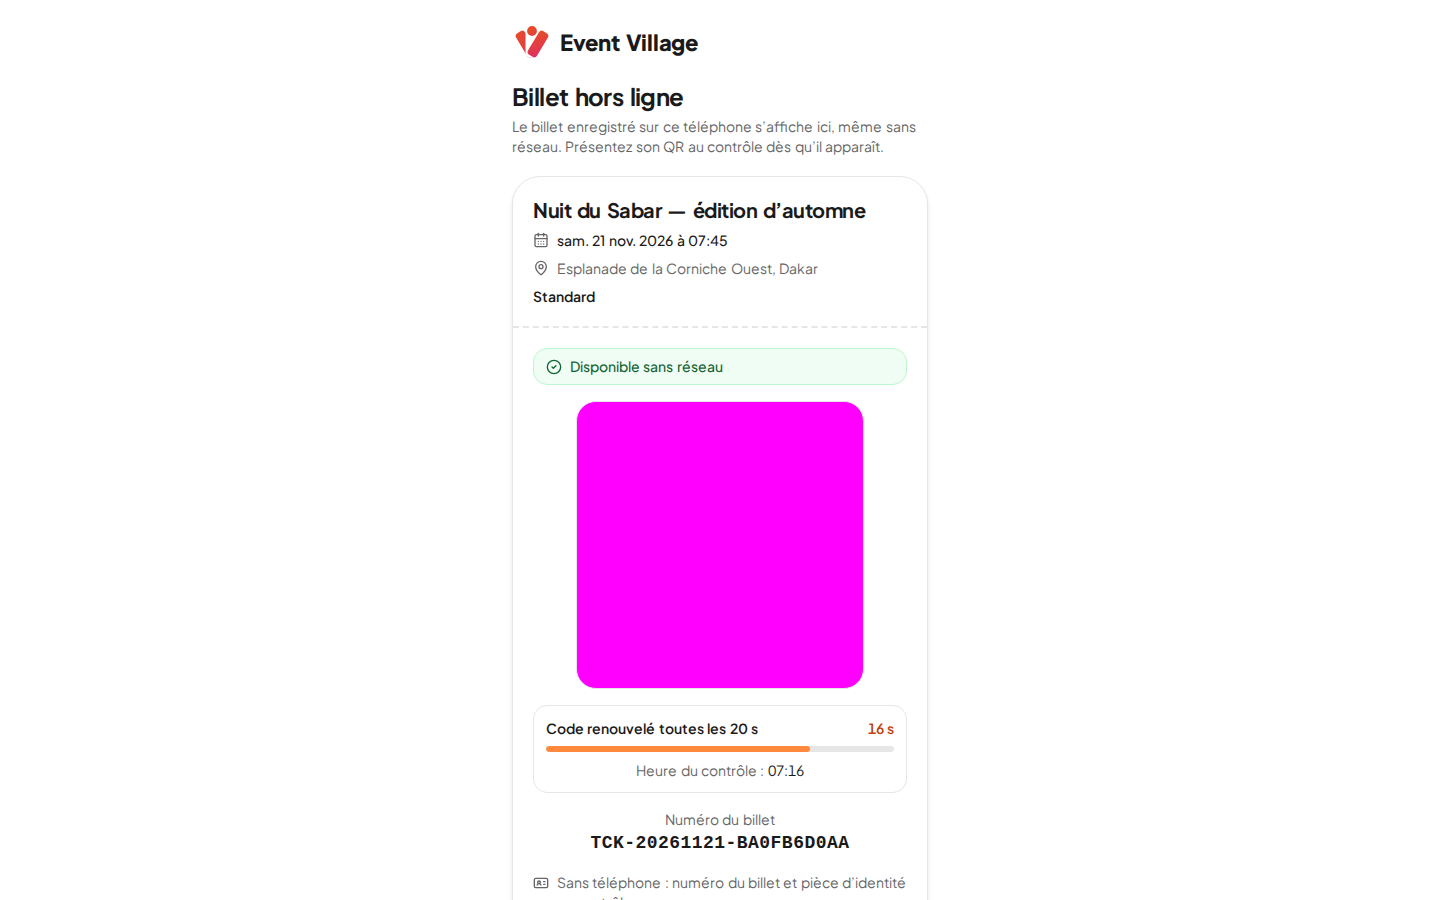 Event Village
Billet hors ligne
Le billet enregistré sur ce téléphone s’affiche ici, même sans
réseau. Présentez son QR au contrôle dès qu’il apparaît.
Nuit du Sabar — édition d’automne
sam. 21 nov. 2026 à 07:45
Esplanade de la Corniche Ouest, Dakar
Standard
Disponible sans réseau
Code renouvelé toutes les 20 s
16 s
Heure du contrôle : 07:16
Numéro du billet
TCK-20261121-BA0FB6D0AA
Sans téléphone : numéro du billet et pièce d’identité